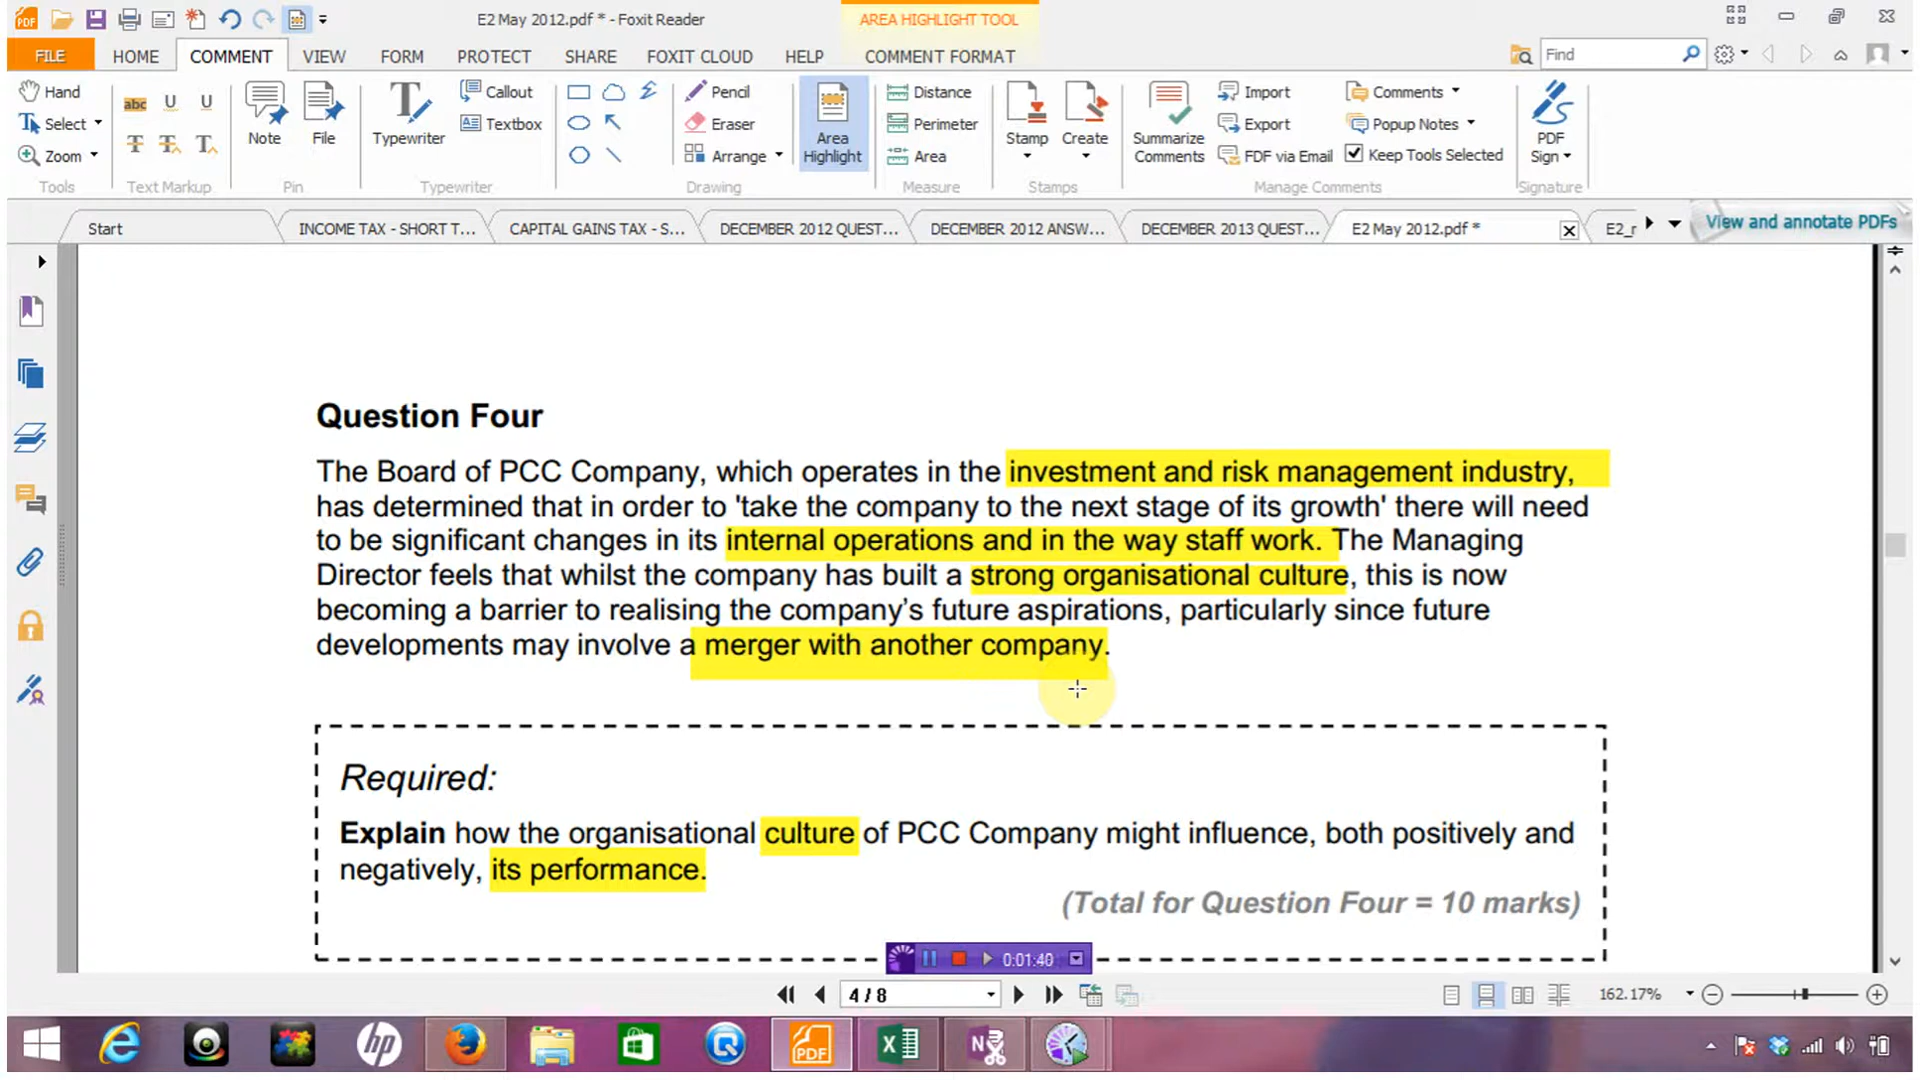 E2 May 2012.pdf * - Foxit Reader
AREA HIGHLIGHT TOOL
FILE HOME COMMENT VIEW FORM PROTECT SHARE FOXIT CLOUD HELP COMMENT FORMAT
Find
Hand
Select
Zoom
Tools
abc U U
T T T
Text Markup
Note
File
Pin
Typewriter
Callout
Textbox
Typewriter
Pencil
Eraser
Arrange
Drawing
Area
Highlight
Distance
Perimeter
Area
Measure
Stamp
Create
Stamps
Summarize
Comments
Import
Export
FDF via Email
Comments
Popup Notes
Keep Tools Selected
Manage Comments
PDF
Sign
Signature
Start
INCOME TAX - SHORT T...
CAPITAL GAINS TAX - S...
DECEMBER 2012 QUEST...
DECEMBER 2012 ANSW...
DECEMBER 2013 QUEST...
E2 May 2012.pdf *
View and annotate PDFs
Question Four
The Board of PCC Company, which operates in the investment and risk management industry,
has determined that in order to 'take the company to the next stage of its growth' there will need
to be significant changes in its internal operations and in the way staff work. The Managing
Director feels that whilst the company has built a strong organisational culture, this is now
becoming a barrier to realising the company’s future aspirations, particularly since future
developments may involve a merger with another company.
Required:
Explain how the organisational culture of PCC Company might influence, both positively and
negatively, its performance.
(Total for Question Four = 10 marks)
0:01:40
4 / 8
162.17%
hp
PDF